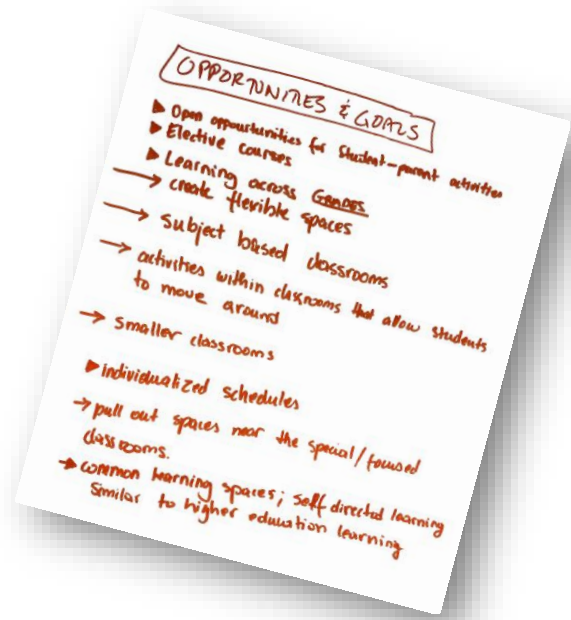 OPPORTUNITIES & GOALS
▶ Open oppourtunities for Student-parent activities
▶ Elective courses
▶ Learning across GRADES
→ create flexible spaces
→ subject based classrooms
→ activities within classrooms that allow students
to move around
→ smaller classrooms
▶ individualized schedules
→ pull out spaces near the special/focused
classrooms.
→ common learning spaces; self directed learning
similar to higher education learning